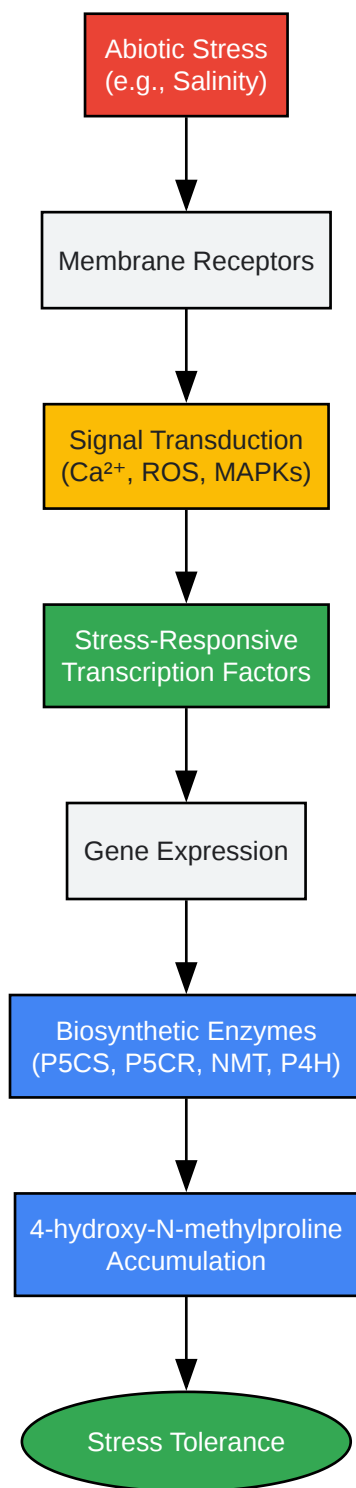 Abiotic Stress
(e.g., Salinity)
Membrane Receptors
Signal Transduction
(Ca²⁺, ROS, MAPKs)
Stress-Responsive
Transcription Factors
Gene Expression
Biosynthetic Enzymes
(P5CS, P5CR, NMT, P4H)
4-hydroxy-N-methylproline
Accumulation
Stress Tolerance